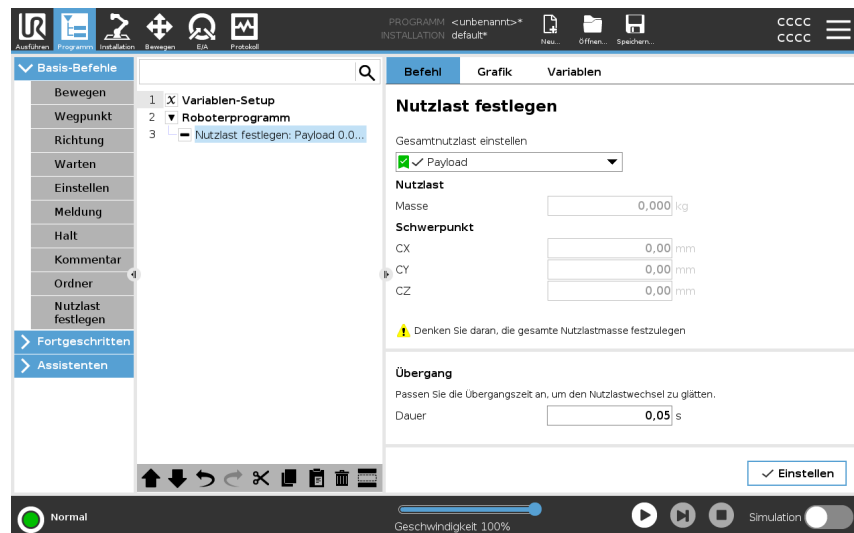 PROGRAMM <unbenannt>*
INSTALLATION default*
UR
Ausführen Programm Installation Bewegen E/A Protokoll
Neu... Öffnen... Speichern...
CCCC
CCCC
Basis-Befehle
Bewegen
Wegpunkt
Richtung
Warten
Einstellen
Meldung
Halt
Kommentar
Ordner
Nutzlast
festlegen
Fortgeschritten
Assistenten
1 X Variablen-Setup
2 Roboterprogramm
3 Nutzlast festlegen: Payload 0.0...
Befehl Grafik Variablen
Nutzlast festlegen
Gesamtnutzlast einstellen
Payload
Nutzlast
Masse 0,000 kg
Schwerpunkt
CX 0,00 mm
CY 0,00 mm
CZ 0,00 mm
Denken Sie daran, die gesamte Nutzlastmasse festzulegen
Übergang
Passen Sie die Übergangszeit an, um den Nutzlastwechsel zu glätten.
Dauer 0,05 s
Einstellen
Normal
Geschwindigkeit 100%
Simulation